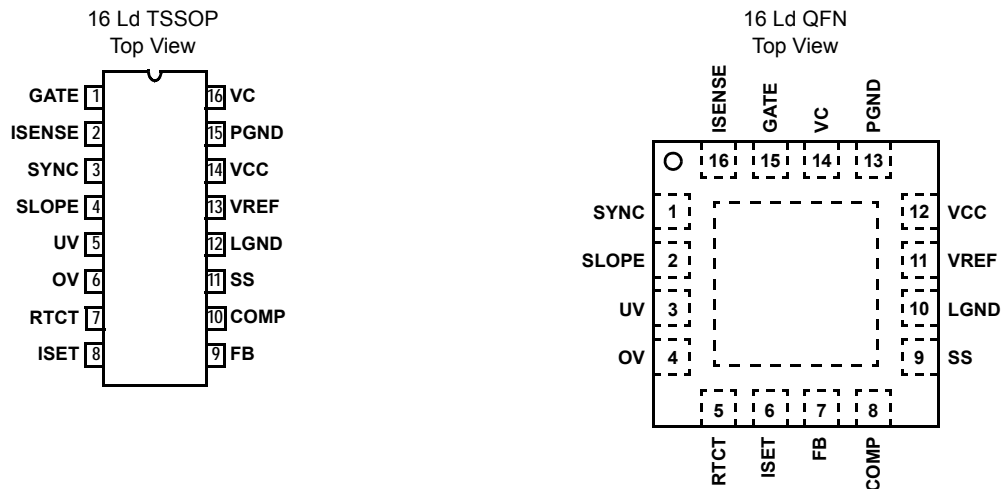 16 Ld TSSOP
Top View
GATE 1 16 VC
ISENSE 2 15 PGND
SYNC 3 14 VCC
SLOPE 4 13 VREF
UV 5 12 LGND
OV 6 11 SS
RTCT 7 10 COMP
ISET 8 9 FB
16 Ld QFN
Top View
ISENSE GATE VC PGND
16 15 14 13
SYNC 1 12 VCC
SLOPE 2 11 VREF
UV 3 10 LGND
OV 4 9 SS
5 6 7 8
RTCT ISET FB COMP